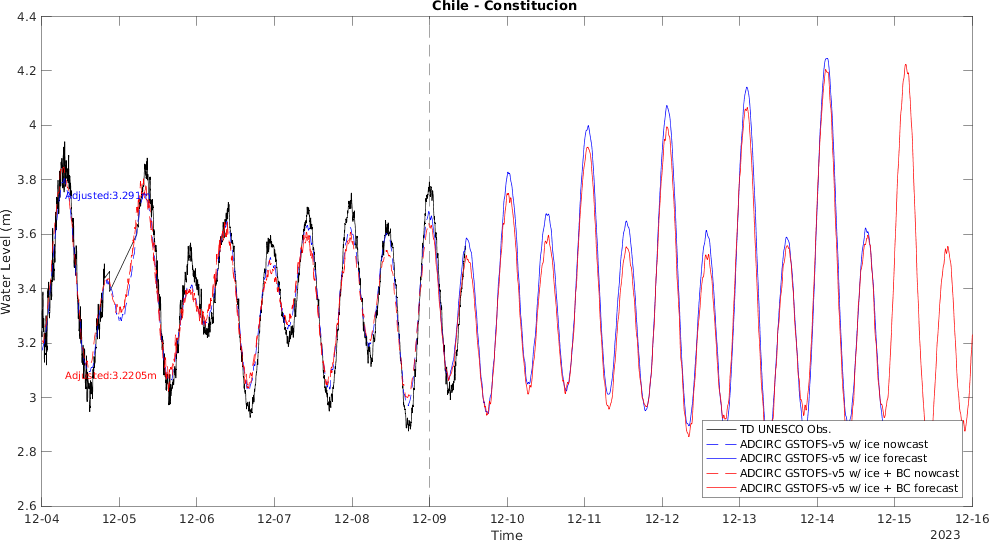 Chile - Constitucion
4.4
4.2
4
3.8
3.6
3.4
3.2
3
2.8
2.6
Water Level (m)
Adjusted:3.291m
Adjusted:3.2205m
TD UNESCO Obs.
ADCIRC GSTOFS-v5 w/ ice nowcast
ADCIRC GSTOFS-v5 w/ ice forecast
ADCIRC GSTOFS-v5 w/ ice + BC nowcast
ADCIRC GSTOFS-v5 w/ ice + BC forecast
12-04 12-05 12-06 12-07 12-08 12-09 12-10 12-11 12-12 12-13 12-14 12-15 12-16
Time
2023